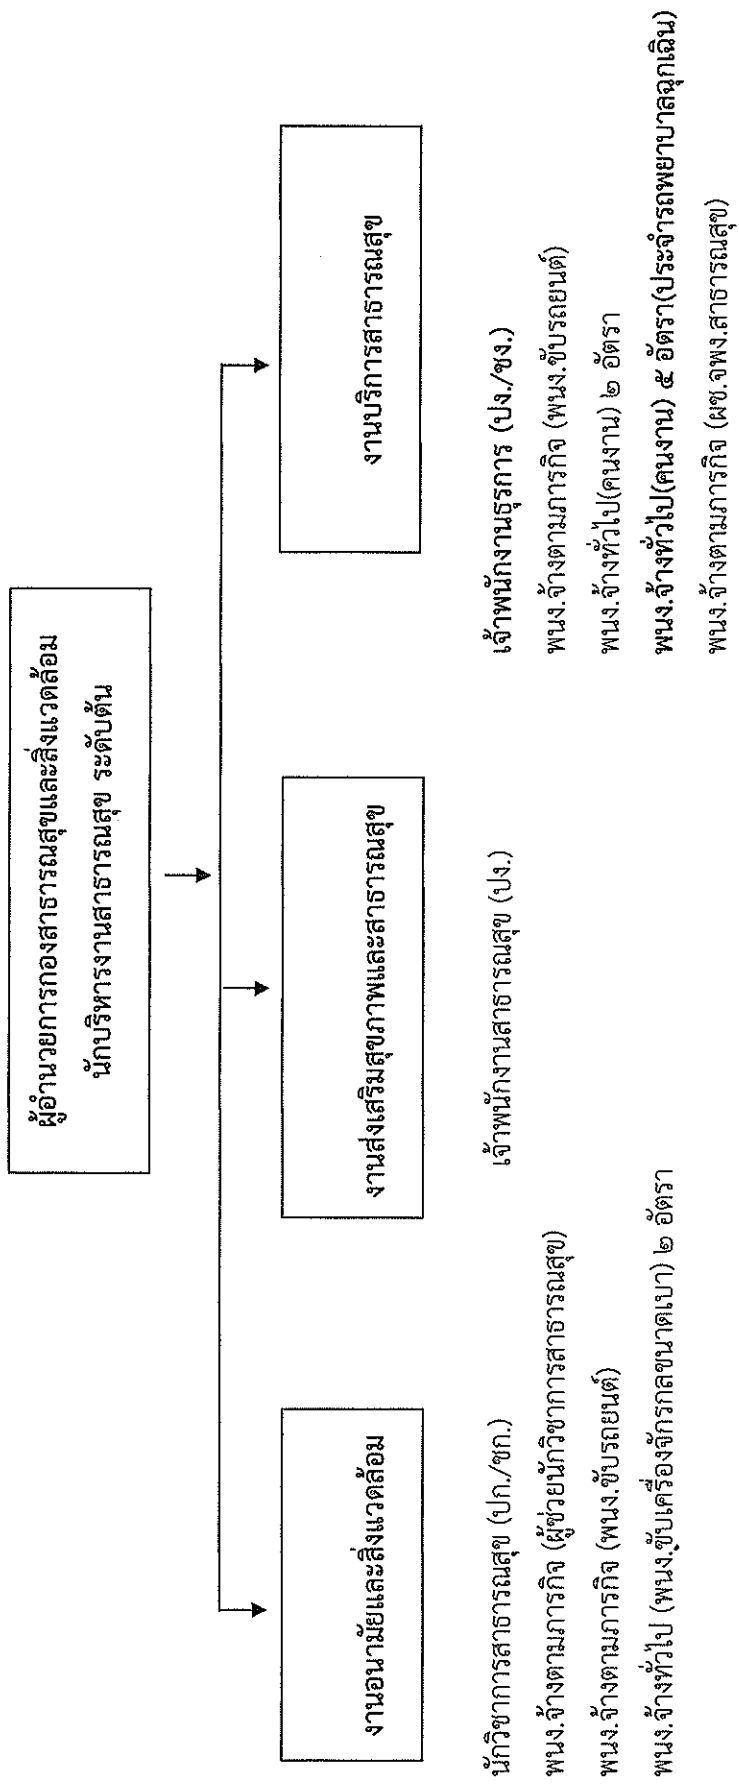 ผู้อำนวยการกองสาธารณสุขและสิ่งแวดล้อม
นักบริหารงานสาธารณสุข ระดับต้น
งานอนามัยและสิ่งแวดล้อม
นักวิชาการสาธารณสุข (ปก./ชก.)
พนง.จ้างตามภารกิจ (ผู้ช่วยนักวิชาการสาธารณสุข)
พนง.จ้างตามภารกิจ (พนง.ขับรถยนต์)
พนง.จ้างทั่วไป (พนง.ขับเครื่องจักรกลขนาดเบา) ๒ อัตรา
งานส่งเสริมสุขภาพและสาธารณสุข
เจ้าพนักงานสาธารณสุข (ปง.)
งานบริการสาธารณสุข
เจ้าพนักงานธุรการ (ปง./ชง.)
พนง.จ้างตามภารกิจ (พนง.ขับรถยนต์)
พนง.จ้างทั่วไป(คนงาน) ๒ อัตรา
พนง.จ้างทั่วไป(คนงาน) ๕ อัตรา(ประจำรถพยาบาลฉุกเฉิน)
พนง.จ้างตามภารกิจ (ผช.จพง.สาธารณสุข)